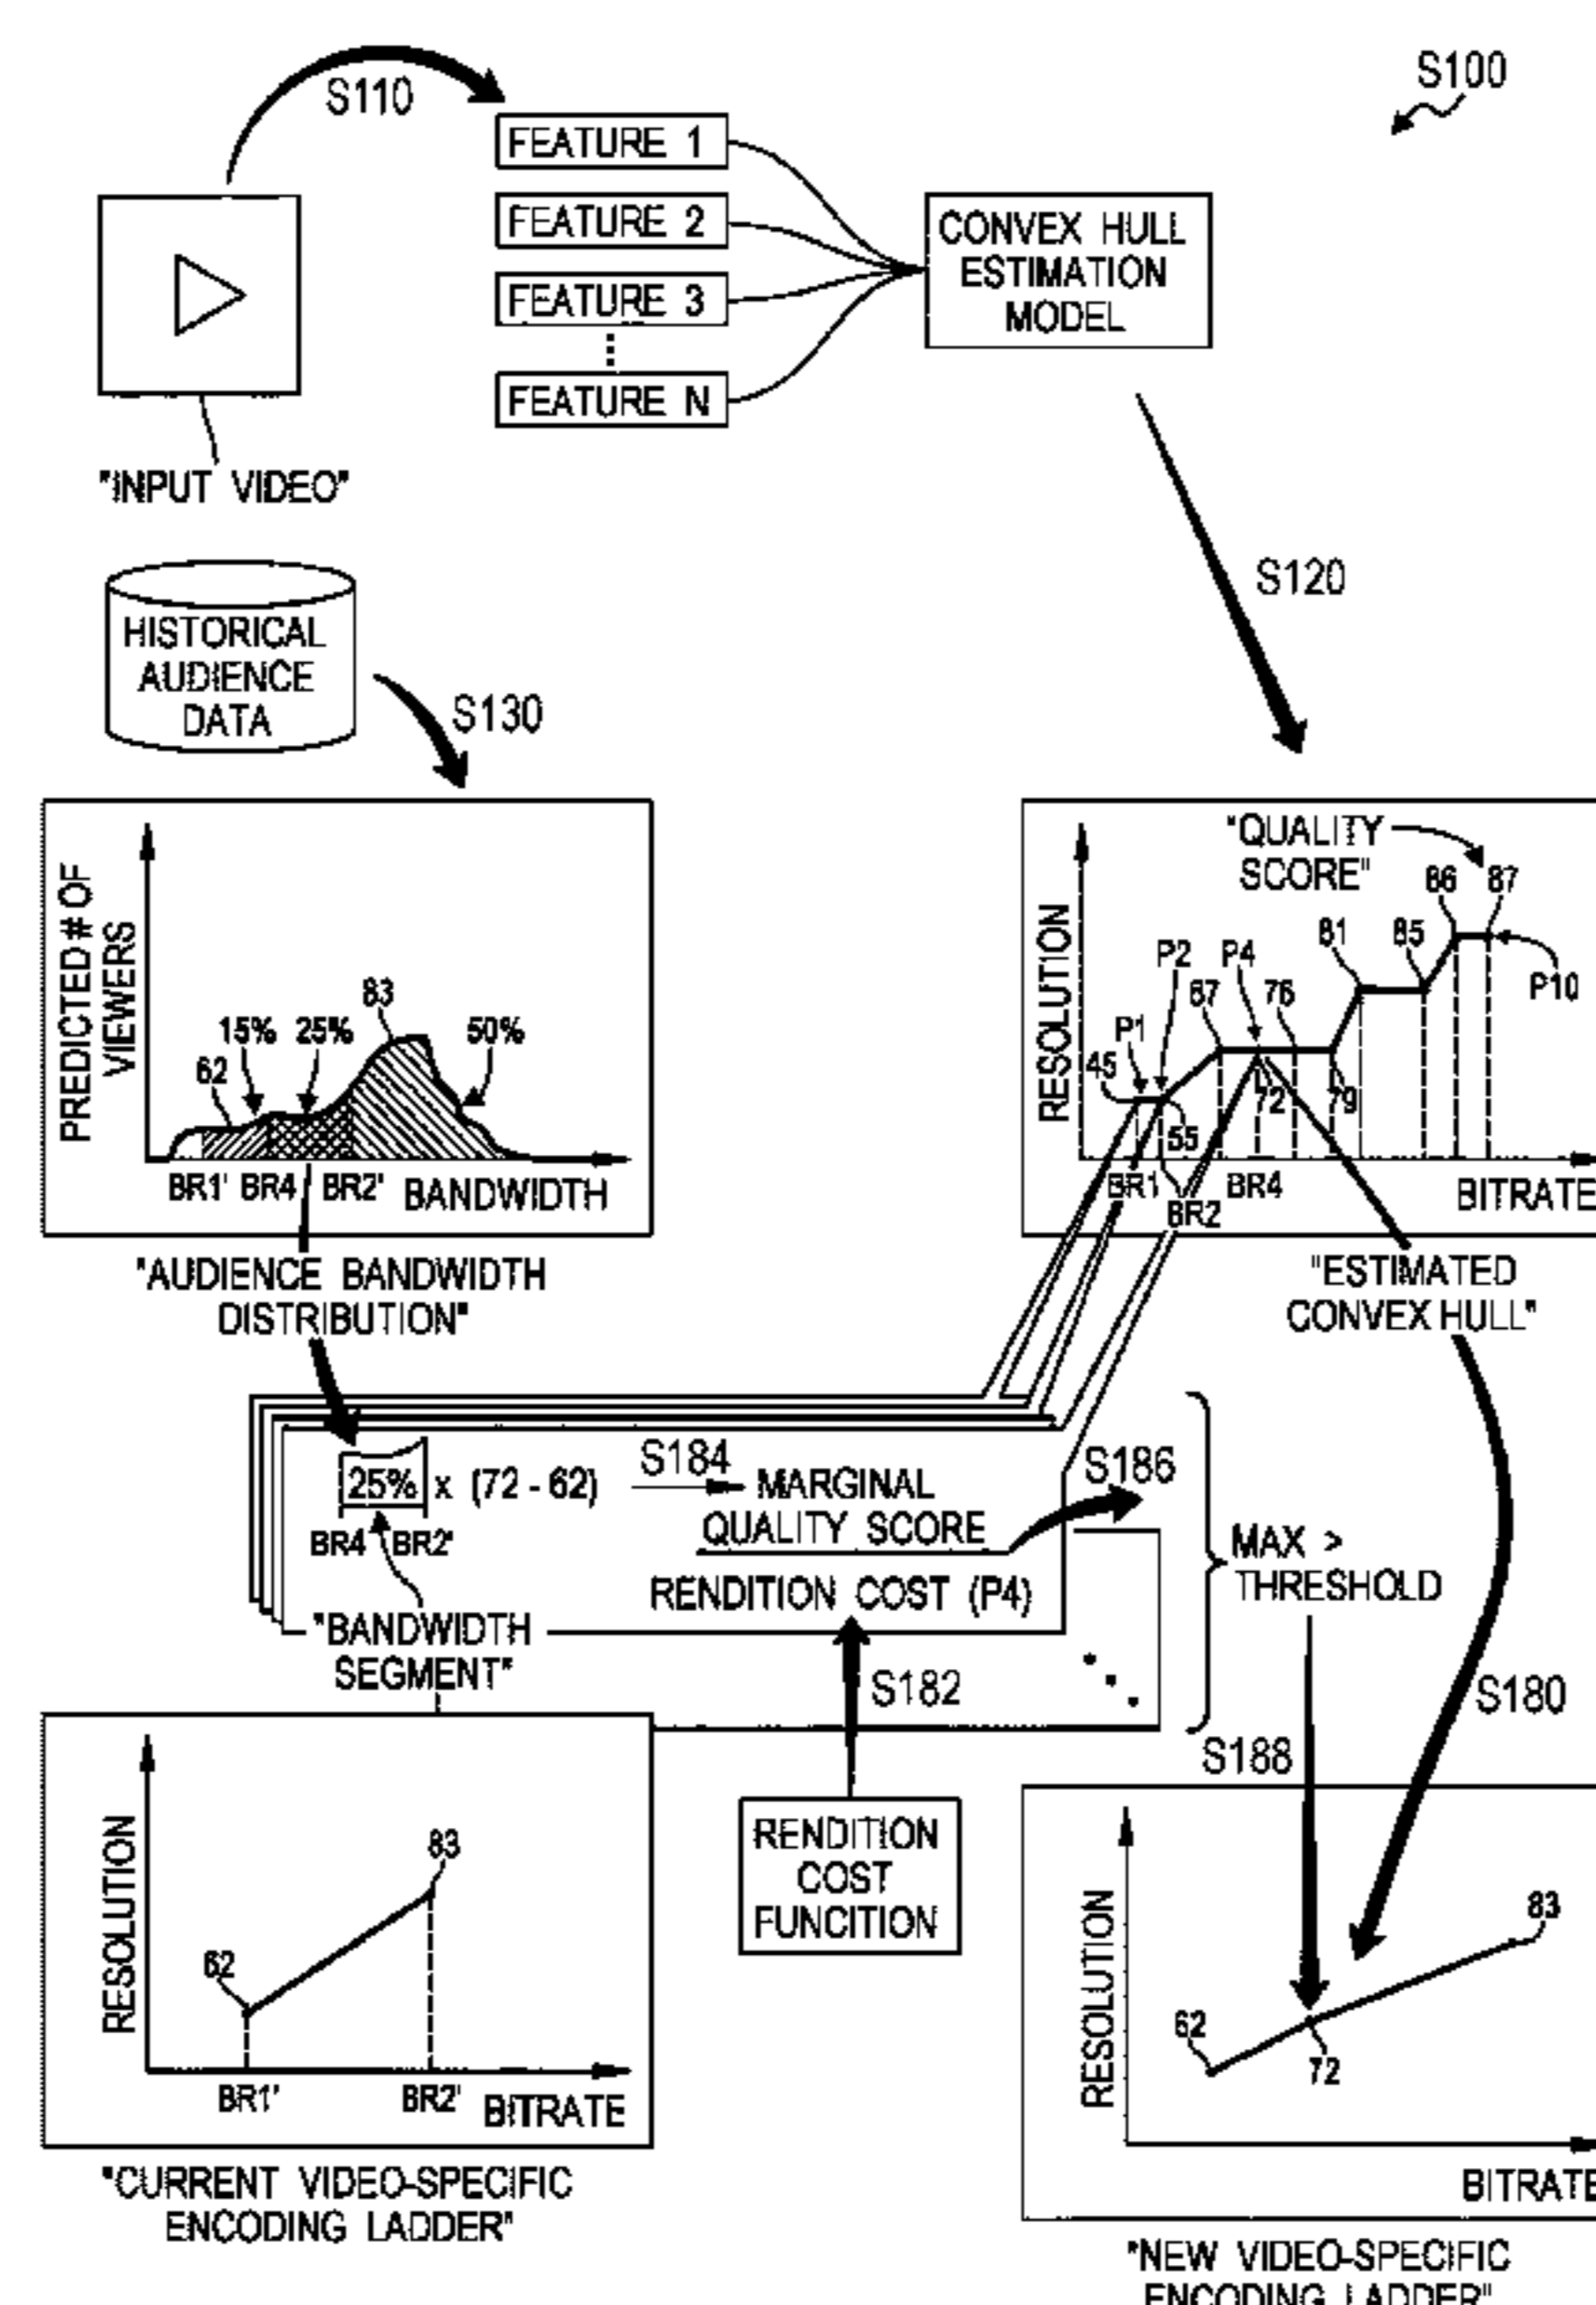 S110
S100
FEATURE 1
FEATURE 2
FEATURE 3
FEATURE N
CONVEX HULL
ESTIMATION
MODEL
"INPUT VIDEO"
S120
HISTORICAL
AUDIENCE
DATA
S130
PREDICTED # OF
VIEWERS
62
15%
25%
83
50%
BR1' BR4 BR2' BANDWIDTH
"AUDIENCE BANDWIDTH
DISTRIBUTION"
"QUALITY
SCORE"
RESOLUTION
45
P1
P2
55
67
P4
72
76
79
81
85
86
87
P10
BR1
BR2
BR4
BITRATE
"ESTIMATED
CONVEX HULL"
25% x (72 - 62)
BR4 BR2'
S184
MARGINAL
QUALITY SCORE
RENDITION COST (P4)
S186
"BANDWIDTH
SEGMENT"
MAX >
THRESHOLD
S182
S180
S188
RENDITION
COST
FUNCITION
RESOLUTION
62
83
BR1' BR2' BITRATE
"CURRENT VIDEO-SPECIFIC
ENCODING LADDER"
RESOLUTION
62
72
83
BITRATE
"NEW VIDEO-SPECIFIC
ENCODING LADDER"